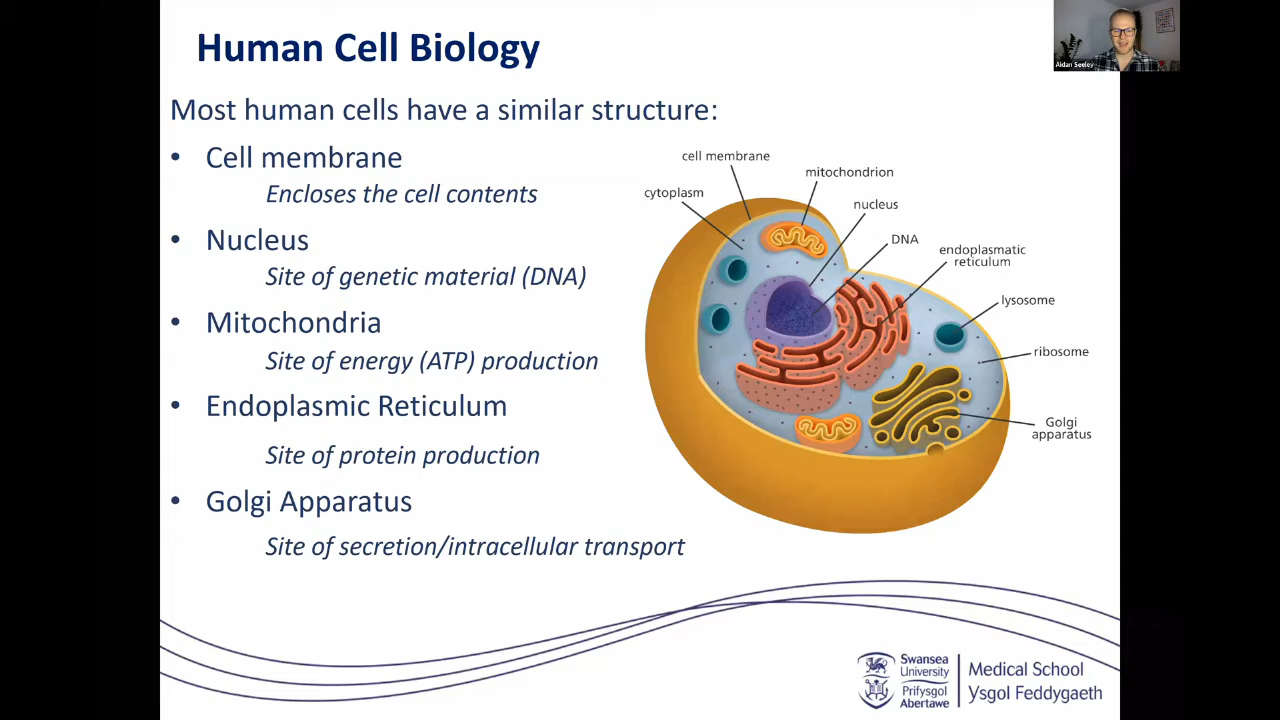 Human Cell Biology
Aidan Seeley
Most human cells have a similar structure:
• Cell membrane
Encloses the cell contents
• Nucleus
Site of genetic material (DNA)
• Mitochondria
Site of energy (ATP) production
• Endoplasmic Reticulum
Site of protein production
• Golgi Apparatus
Site of secretion/intracellular transport
cell membrane
mitochondrion
cytoplasm
nucleus
DNA
endoplasmatic
reticulum
lysosome
ribosome
Golgi
apparatus
Swansea
University
Prifysgol
Abertawe
Medical School
Ysgol Feddygaeth